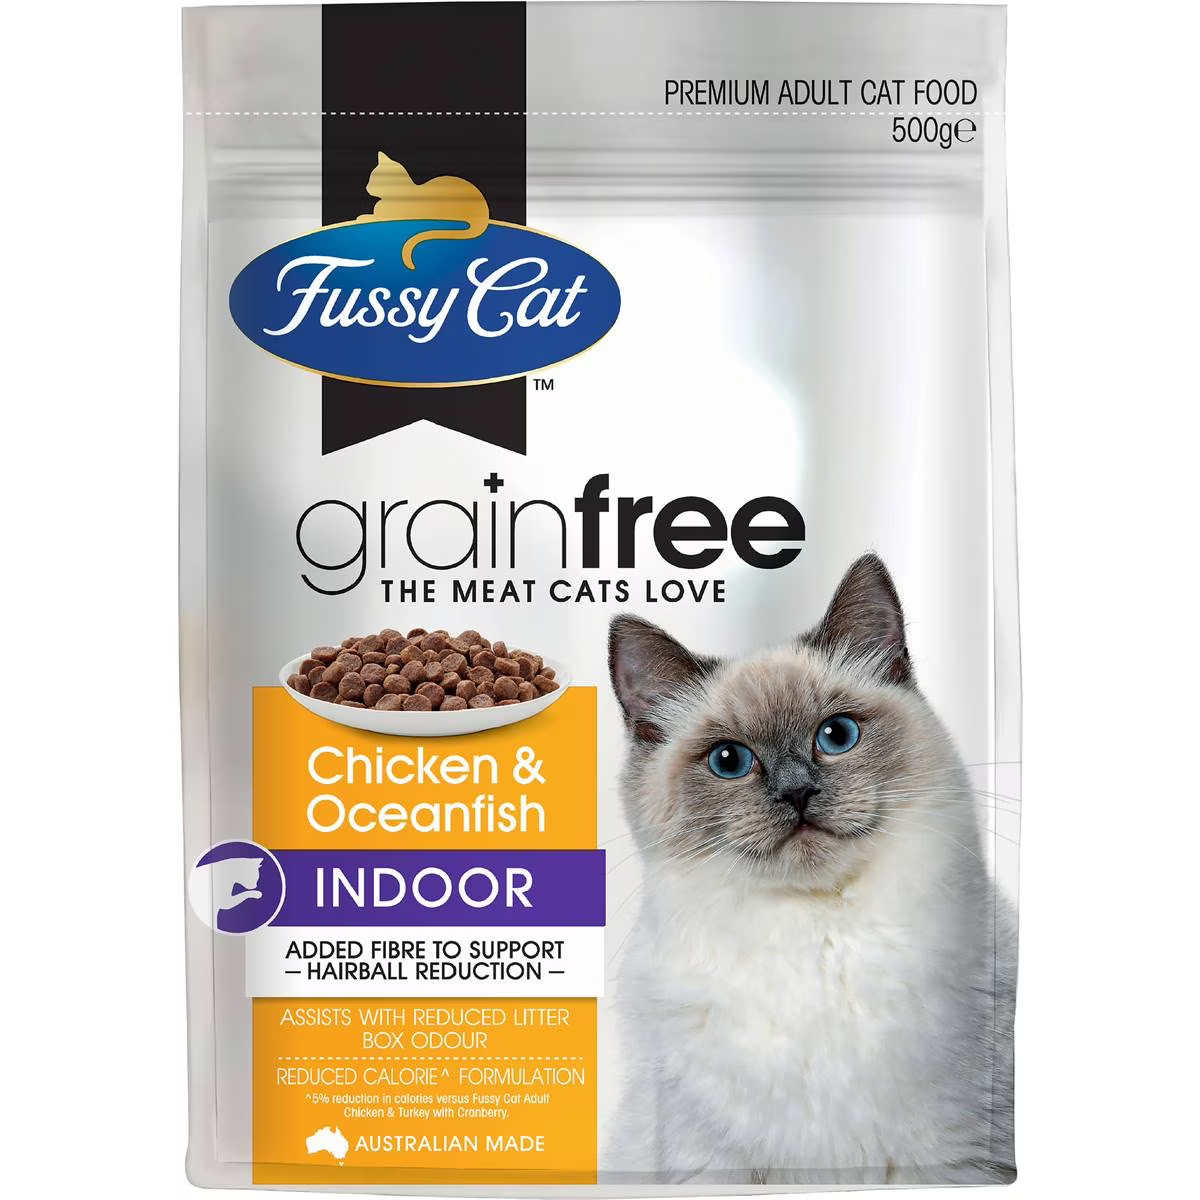 PREMIUM ADULT CAT FOOD
500g℮
Fussy Cat
TM
grainfree
THE MEAT CATS LOVE
Chicken &
Oceanfish
INDOOR
ADDED FIBRE TO SUPPORT
– HAIRBALL REDUCTION –
ASSISTS WITH REDUCED LITTER
BOX ODOUR
REDUCED CALORIE^ FORMULATION
^5% reduction in calories versus Fussy Cat Adult
Chicken & Turkey with Cranberry.
AUSTRALIAN MADE